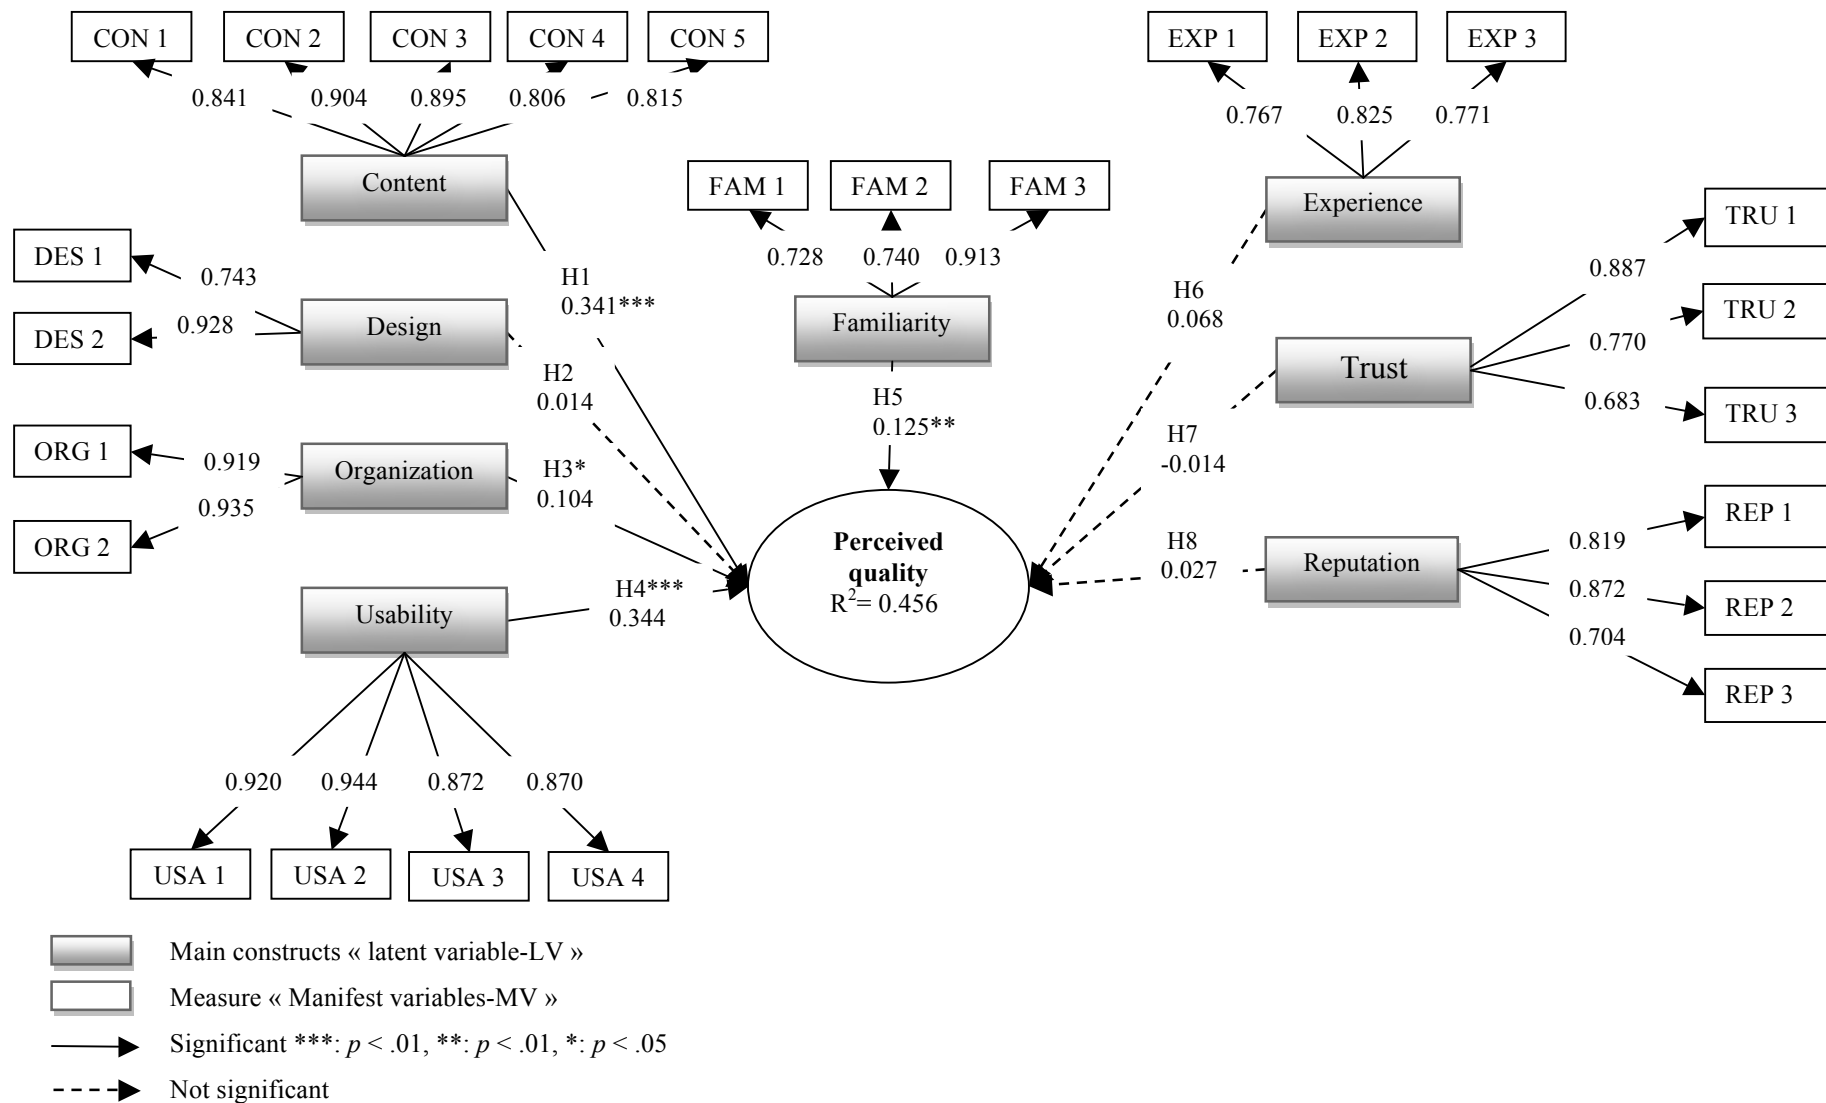 CON 1
CON 2
CON 3
CON 4
CON 5
EXP 1
EXP 2
EXP 3
0.841
0.904
0.895
0.806
0.815
0.767
0.825
0.771
Content
FAM 1
FAM 2
FAM 3
Experience
TRU 1
DES 1
0.743
0.728
0.740
0.913
0.887
H1
0.341***
H6
0.068
TRU 2
DES 2
0.928
Design
Familiarity
0.770
Trust
H2
0.014
H5
0.125**
0.683
TRU 3
ORG 1
0.919
Organization
H3*
0.104
H7
-0.014
0.935
ORG 2
REP 1
0.819
Perceived
quality
R²= 0.456
H8
0.027
Reputation
0.872
REP 2
0.704
REP 3
Usability
H4***
0.344
0.920
0.944
0.872
0.870
USA 1
USA 2
USA 3
USA 4
Main constructs « latent variable-LV »
Measure « Manifest variables-MV »
Significant ***: p < .01, **: p < .01, *: p < .05
Not significant